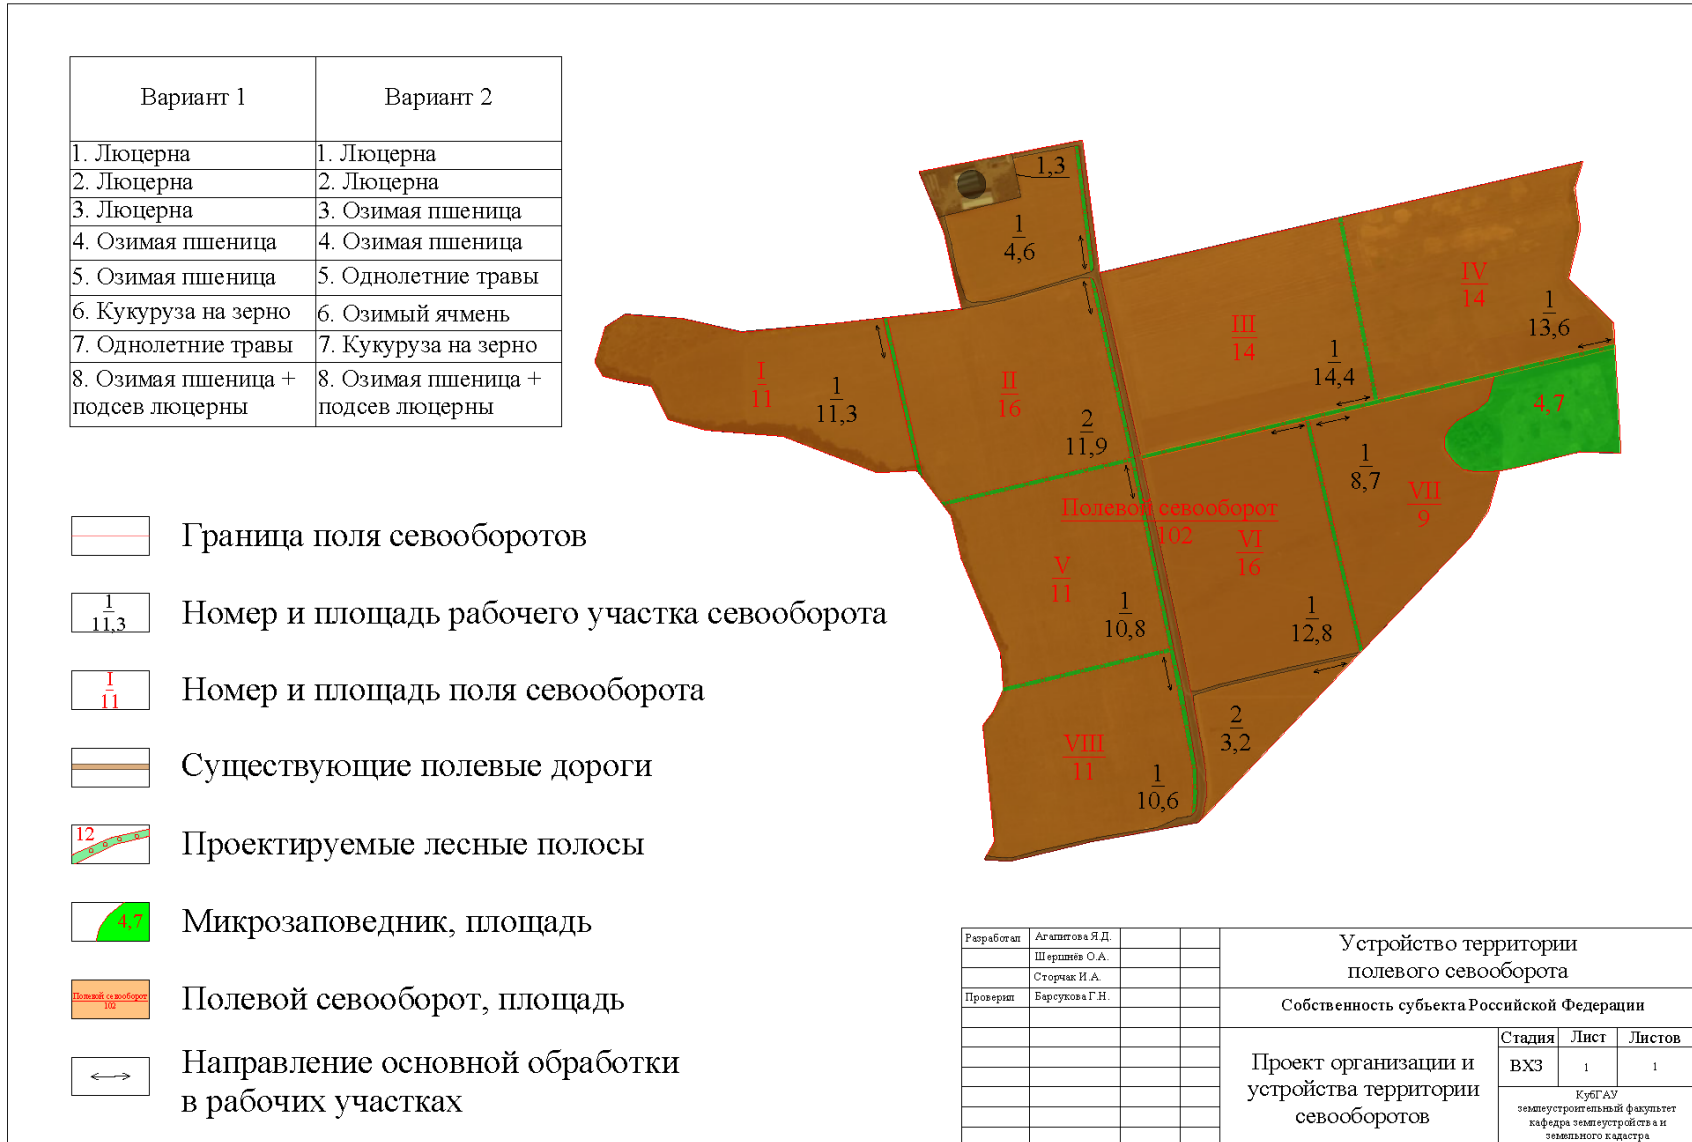 Вариант 1
Вариант 2
1. Люцерна
1. Люцерна
2. Люцерна
2. Люцерна
3. Люцерна
3. Озимая пшеница
4. Озимая пшеница
4. Озимая пшеница
5. Озимая пшеница
5. Однолетние травы
6. Кукуруза на зерно
6. Озимый ячмень
7. Однолетние травы
7. Кукуруза на зерно
8. Озимая пшеница +
подсев люцерны
8. Озимая пшеница +
подсев люцерны
1,3
1
4,6
I
11
1
11,3
II
16
2
11,9
III
14
1
14,4
IV
14
1
13,6
4,7
1
8,7
VII
9
Полевой севооборот
102
V
11
1
10,8
VI
16
1
12,8
2
3,2
VIII
11
1
10,6
Граница поля севооборотов
1
11,3
Номер и площадь рабочего участка севооборота
I
11
Номер и площадь поля севооборота
Существующие полевые дороги
12
Проектируемые лесные полосы
4,7
Микрозаповедник, площадь
Полевой севооборот
102
Полевой севооборот, площадь
Направление основной обработки
в рабочих участках
Разработал
Агапитова Я.Д.
Шершнёв О.А.
Сторчак И.А.
Проверил
Барсукова Г.Н.
Устройство территории
полевого севооборота
Собственность субъекта Российской Федерации
Проект организации и
устройства территории
севооборотов
Стадия
Лист
Листов
ВХЗ
1
1
КубГАУ
землеустроительный факультет
кафедра землеустройства и
земельного кадастра